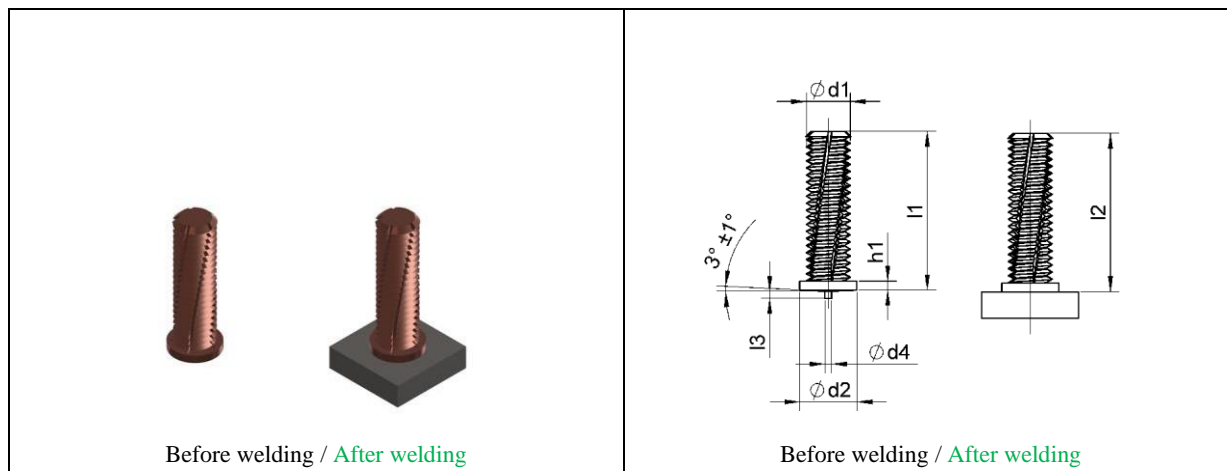 Before welding / After welding
∅ d1
l1
l2
h1
3° ±1°
l3
∅ d4
∅ d2
Before welding / After welding